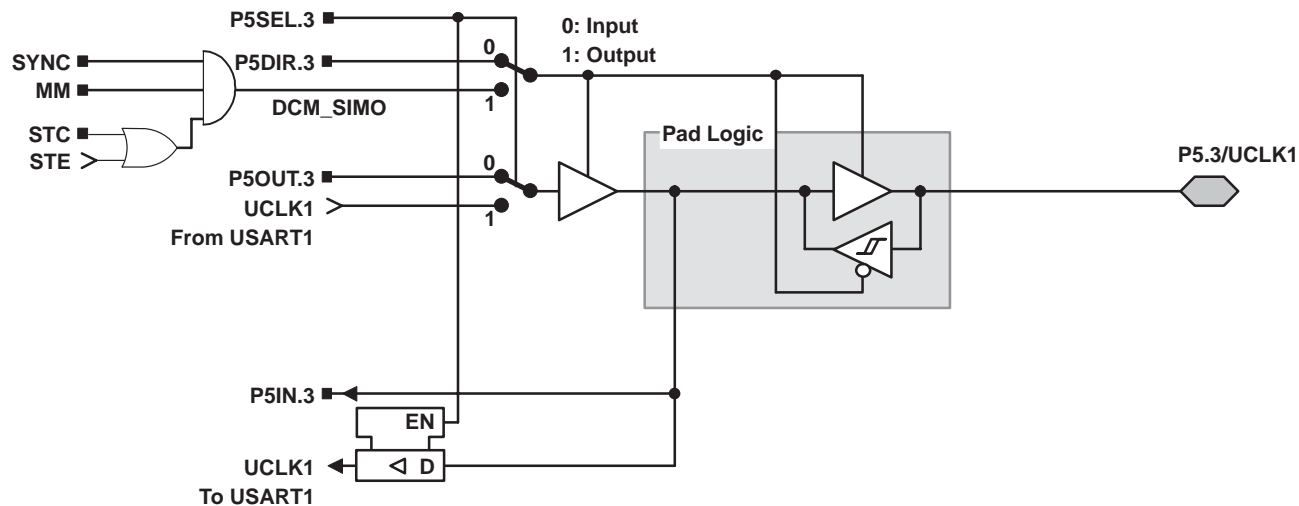 P5SEL.3
0: Input
1: Output
SYNC
P5DIR.3
0
MM
1
DCM_SIMO
STC
STE
Pad Logic
P5OUT.3
0
P5.3/UCLK1
UCLK1
1
From USART1
P5IN.3
EN
UCLK1
D
To USART1